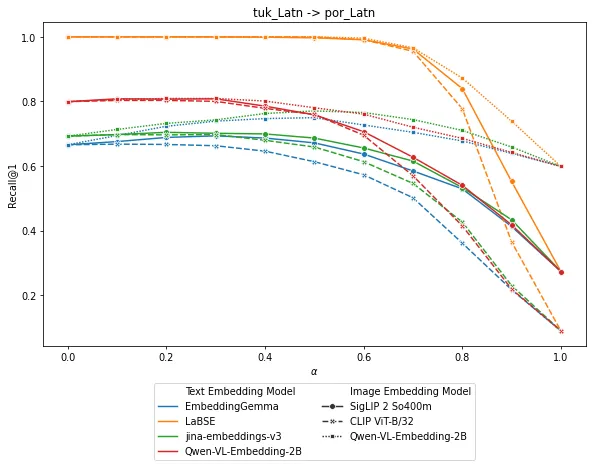 tuk_Latn -> por_Latn
1.0
0.8
0.6
0.4
0.2
Recall@1
0.0 0.2 0.4 0.6 0.8 1.0
α
Text Embedding Model Image Embedding Model
EmbeddingGemma SigLIP 2 So400m
LaBSE CLIP ViT-B/32
jina-embeddings-v3 Qwen-VL-Embedding-2B
Qwen-VL-Embedding-2B